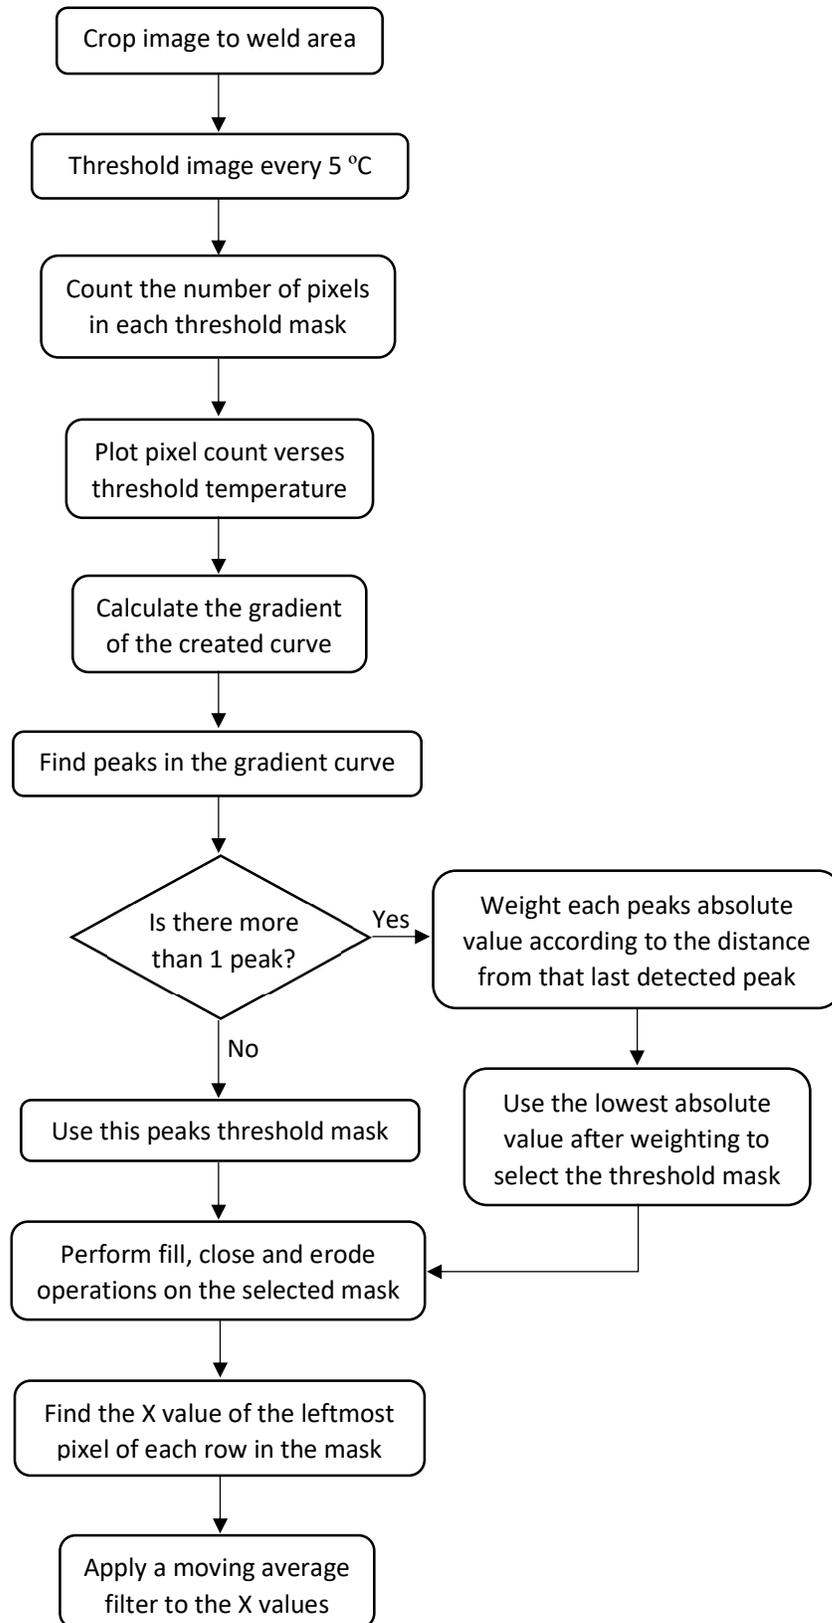 Crop image to weld area
Threshold image every 5 ºC
Count the number of pixels
in each threshold mask
Plot pixel count verses
threshold temperature
Calculate the gradient
of the created curve
Find peaks in the gradient curve
Is there more
than 1 peak?
Yes
Weight each peaks absolute
value according to the distance
from that last detected peak
No
Use the lowest absolute
value after weighting to
select the threshold mask
Use this peaks threshold mask
Perform fill, close and erode
operations on the selected mask
Find the X value of the leftmost
pixel of each row in the mask
Apply a moving average
filter to the X values